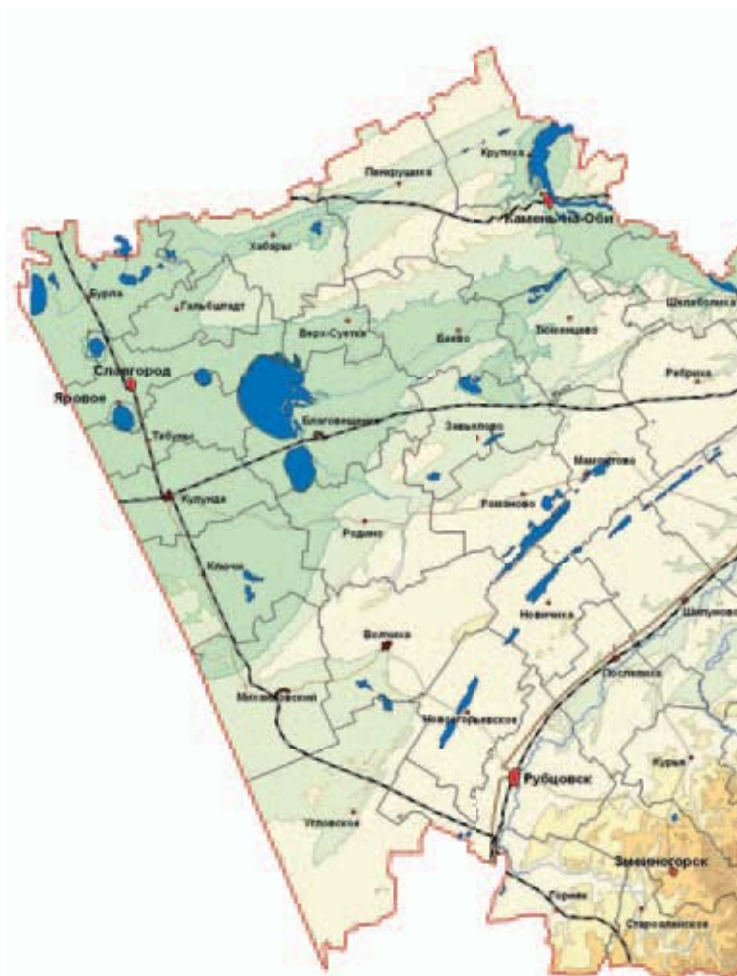 Крутиха
Панкрушиха
Камень-на-Оби
Хабары
Бурла
Гальбштадт
Шелаболиха
Верх-Суетка
Баево
Тюменцево
Славгород
Ребриха
Яровое
Благовещенка
Табуны
Завьялово
Мамонтово
Кулунда
Романово
Родино
Ключи
Новичиха
Шипуново
Волчиха
Поспелиха
Михайловский
Новоегорьевское
Курья
Рубцовск
Угловское
Змеиногорск
Горняк
Староалейское